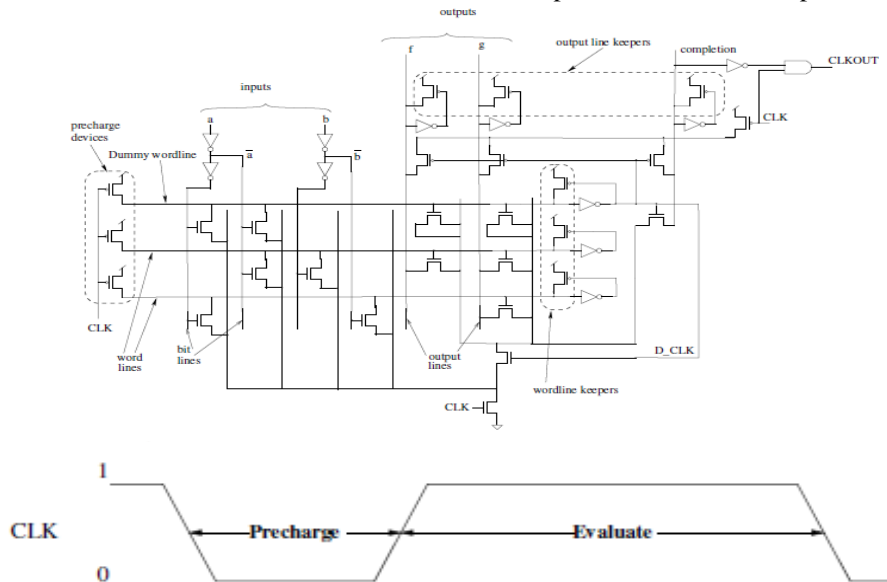 outputs
f
g
output line keepers
completion
CLKOUT
inputs
CLK
precharge
devices
a
b
Dummy wordline
a
b
CLK
word
lines
bit
lines
output
lines
D_CLK
wordline keepers
CLK
1
CLK
Precharge
Evaluate
0